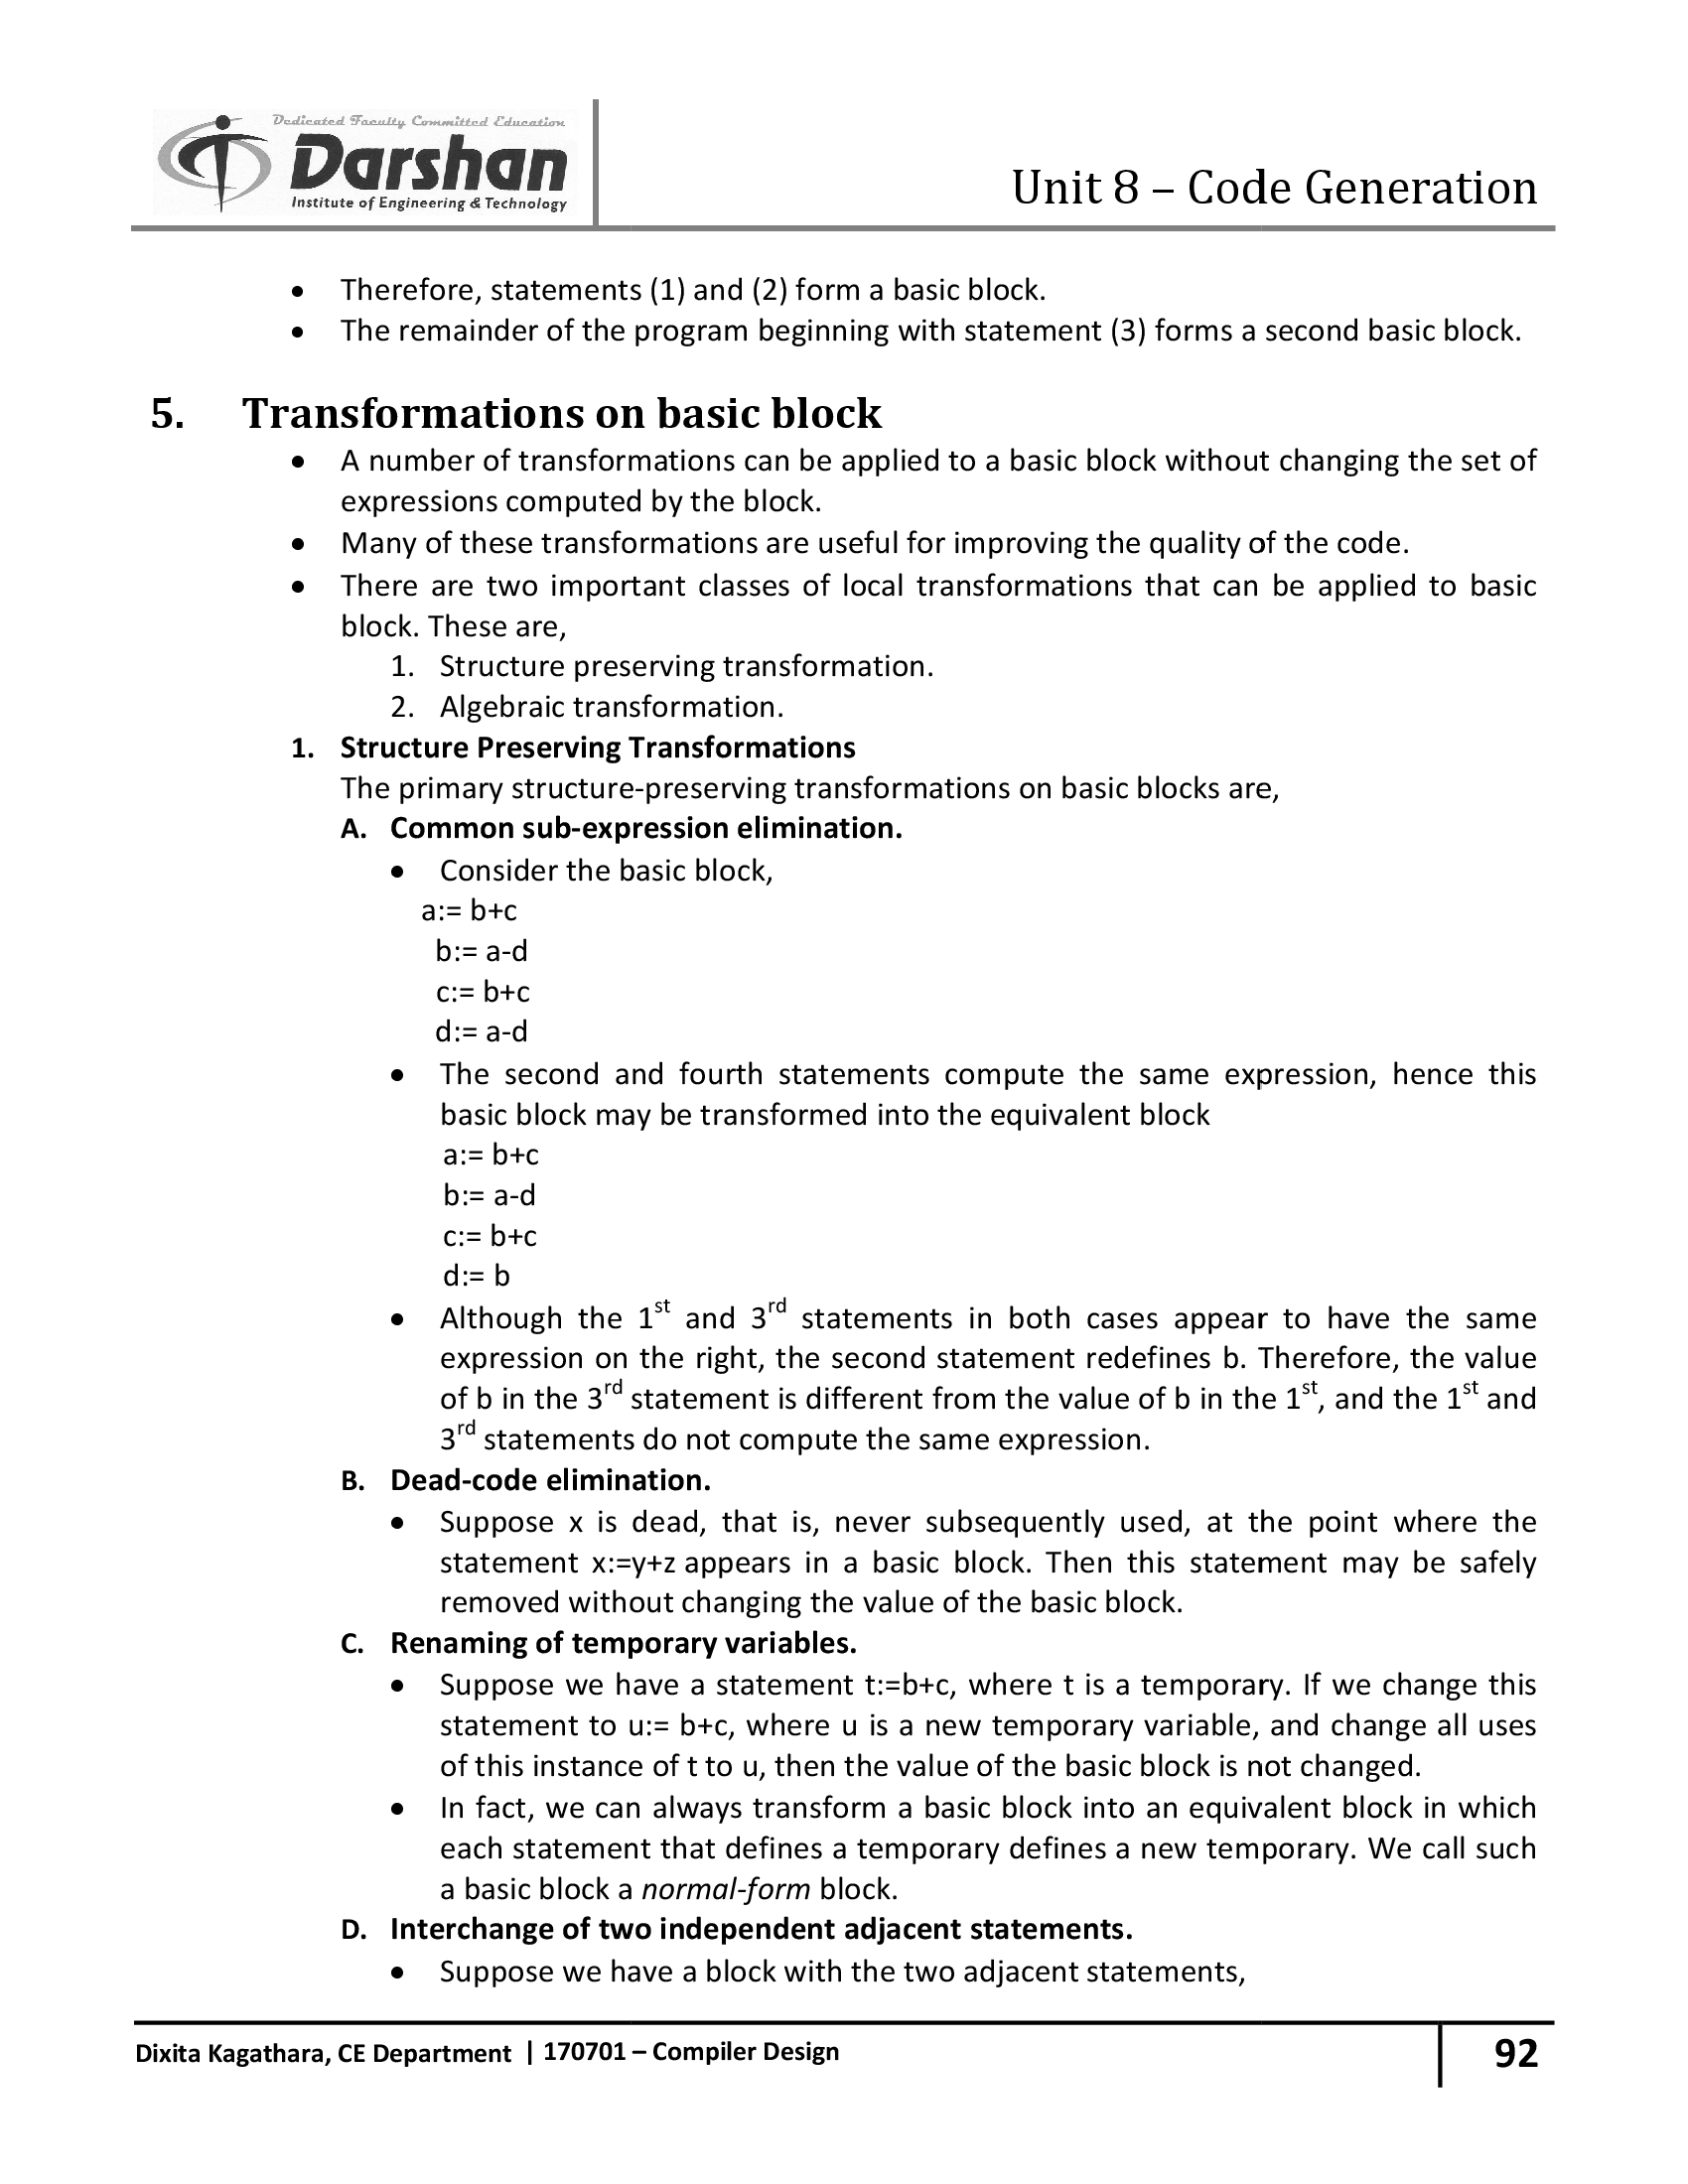 Dedicated Faculty Committed Education
Darshan
Institute of Engineering & Technology
Unit 8 – Code Generation
• Therefore, statements (1) and (2) form a basic block.
• The remainder of the program beginning with statement (3) forms a second basic block.
5. Transformations on basic block
• A number of transformations can be applied to a basic block without changing the set of
expressions computed by the block.
• Many of these transformations are useful for improving the quality of the code.
• There are two important classes of local transformations that can be applied to basic
block. These are,
1. Structure preserving transformation.
2. Algebraic transformation.
1. Structure Preserving Transformations
The primary structure-preserving transformations on basic blocks are,
A. Common sub-expression elimination.
• Consider the basic block,
a:= b+c
b:= a-d
c:= b+c
d:= a-d
• The second and fourth statements compute the same expression, hence this
basic block may be transformed into the equivalent block
a:= b+c
b:= a-d
c:= b+c
d:= b
• Although the 1st and 3rd statements in both cases appear to have the same
expression on the right, the second statement redefines b. Therefore, the value
of b in the 3rd statement is different from the value of b in the 1st, and the 1st and
3rd statements do not compute the same expression.
B. Dead-code elimination.
• Suppose x is dead, that is, never subsequently used, at the point where the
statement x:=y+z appears in a basic block. Then this statement may be safely
removed without changing the value of the basic block.
C. Renaming of temporary variables.
• Suppose we have a statement t:=b+c, where t is a temporary. If we change this
statement to u:= b+c, where u is a new temporary variable, and change all uses
of this instance of t to u, then the value of the basic block is not changed.
• In fact, we can always transform a basic block into an equivalent block in which
each statement that defines a temporary defines a new temporary. We call such
a basic block a normal-form block.
D. Interchange of two independent adjacent statements.
• Suppose we have a block with the two adjacent statements,
Dixita Kagathara, CE Department | 170701 – Compiler Design
92